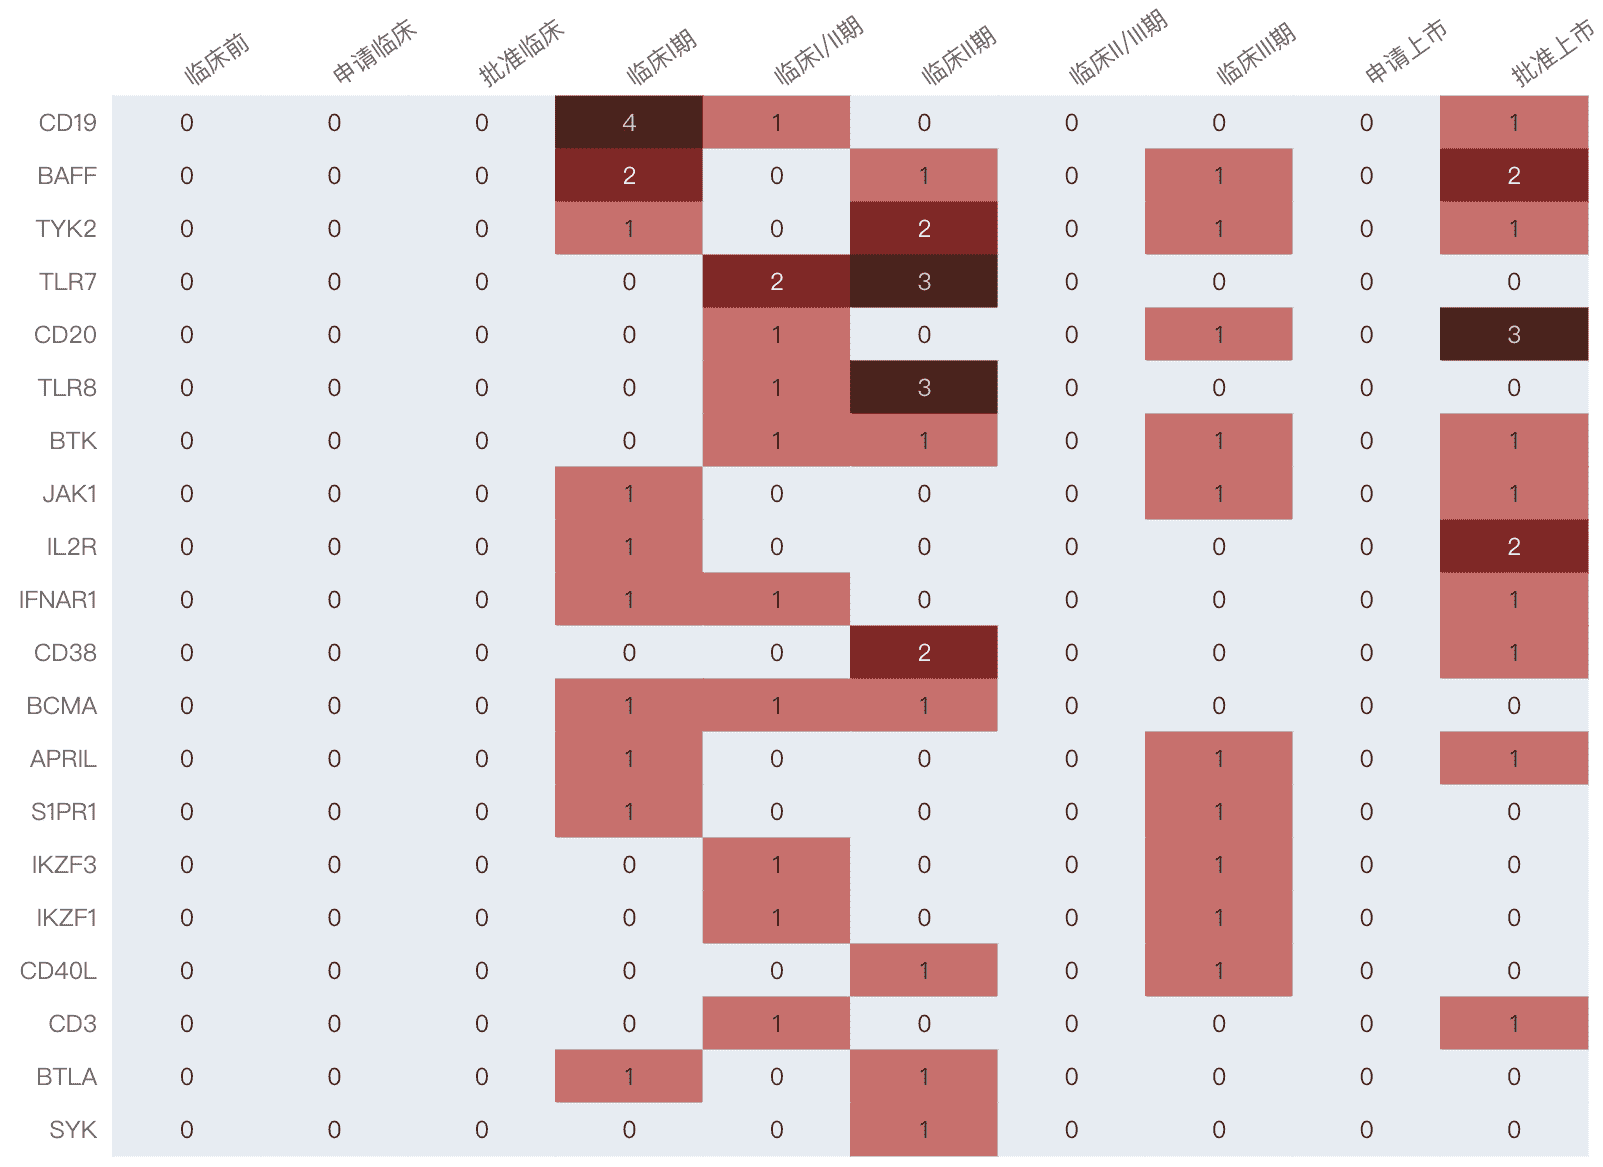 临床前 申请临床 批准临床 临床I期 临床I/II期 临床II期 临床II/III期 临床III期 申请上市 批准上市
CD19 0 0 0 4 1 0 0 0 0 1
BAFF 0 0 0 2 0 1 0 1 0 2
TYK2 0 0 0 1 0 2 0 1 0 1
TLR7 0 0 0 0 2 3 0 0 0 0
CD20 0 0 0 0 1 0 0 1 0 3
TLR8 0 0 0 0 1 3 0 0 0 0
BTK 0 0 0 0 1 1 0 1 0 1
JAK1 0 0 0 1 0 0 0 1 0 1
IL2R 0 0 0 1 0 0 0 0 0 2
IFNAR1 0 0 0 1 1 0 0 0 0 1
CD38 0 0 0 0 0 2 0 0 0 1
BCMA 0 0 0 1 1 1 0 0 0 0
APRIL 0 0 0 1 0 0 0 1 0 1
S1PR1 0 0 0 1 0 0 0 1 0 0
IKZF3 0 0 0 0 1 0 0 1 0 0
IKZF1 0 0 0 0 1 0 0 1 0 0
CD40L 0 0 0 0 0 1 0 1 0 0
CD3 0 0 0 0 1 0 0 0 0 1
BTLA 0 0 0 1 0 1 0 0 0 0
SYK 0 0 0 0 0 1 0 0 0 0